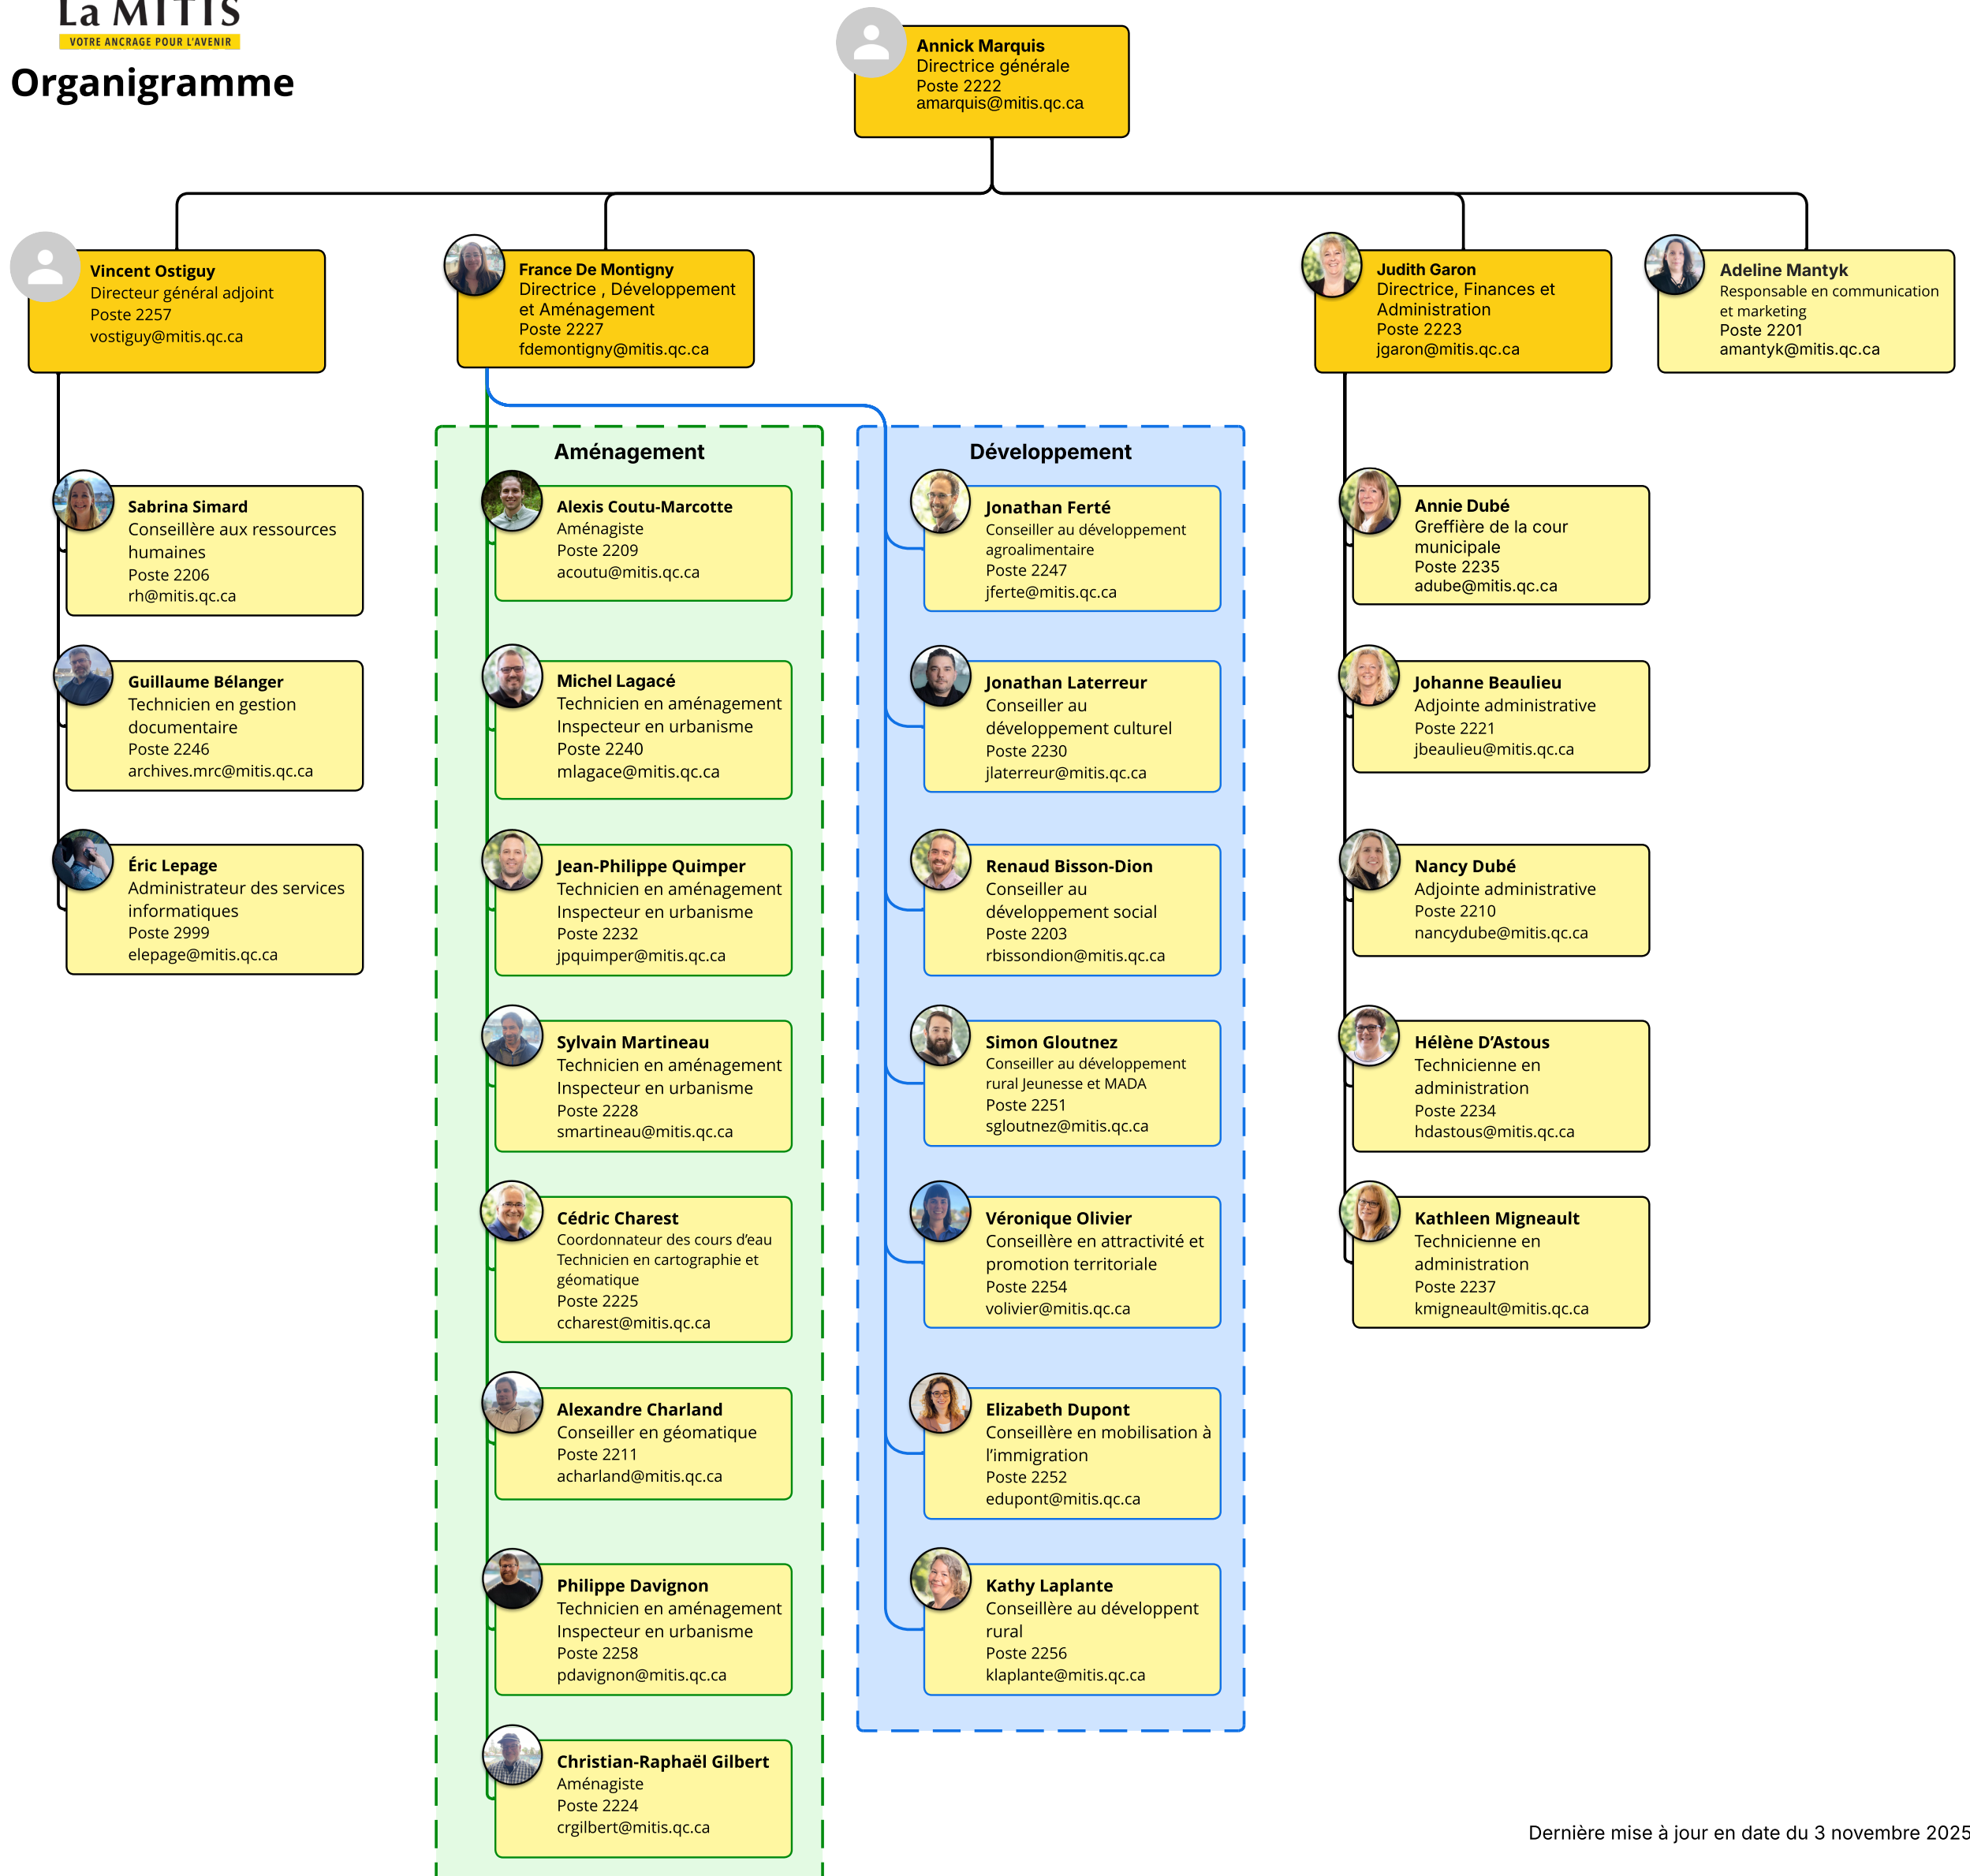 La MITIS
VOTRE ANCRAGE POUR L'AVENIR
Organigramme
Annick Marquis
Directrice générale
Poste 2222
amarquis@mitis.qc.ca
Vincent Ostiguy
Directeur général adjoint
Poste 2257
vostiguy@mitis.qc.ca
France De Montigny
Directrice , Développement
et Aménagement
Poste 2227
fdemontigny@mitis.qc.ca
Judith Garon
Directrice, Finances et
Administration
Poste 2223
jgaron@mitis.qc.ca
Adeline Mantyk
Responsable en communication
et marketing
Poste 2201
amantyk@mitis.qc.ca
Sabrina Simard
Conseillère aux ressources
humaines
Poste 2206
rh@mitis.qc.ca
Guillaume Bélanger
Technicien en gestion
documentaire
Poste 2246
archives.mrc@mitis.qc.ca
Éric Lepage
Administrateur des services
informatiques
Poste 2999
elepage@mitis.qc.ca
Aménagement
Alexis Coutu-Marcotte
Aménagiste
Poste 2209
acoutu@mitis.qc.ca
Michel Lagacé
Technicien en aménagement
Inspecteur en urbanisme
Poste 2240
mlagace@mitis.qc.ca
Jean-Philippe Quimper
Technicien en aménagement
Inspecteur en urbanisme
Poste 2232
jpquimper@mitis.qc.ca
Sylvain Martineau
Technicien en aménagement
Inspecteur en urbanisme
Poste 2228
smartineau@mitis.qc.ca
Cédric Charest
Coordonnateur des cours d’eau
Technicien en cartographie et
géomatique
Poste 2225
ccharest@mitis.qc.ca
Alexandre Charland
Conseiller en géomatique
Poste 2211
acharland@mitis.qc.ca
Philippe Davignon
Technicien en aménagement
Inspecteur en urbanisme
Poste 2258
pdavignon@mitis.qc.ca
Christian-Raphaël Gilbert
Aménagiste
Poste 2224
crgilbert@mitis.qc.ca
Développement
Jonathan Ferté
Conseiller au développement
agroalimentaire
Poste 2247
jferte@mitis.qc.ca
Jonathan Laterreur
Conseiller au
développement culturel
Poste 2230
jlaterreur@mitis.qc.ca
Renaud Bisson-Dion
Conseiller au
développement social
Poste 2203
rbissondion@mitis.qc.ca
Simon Gloutnez
Conseiller au développement
rural Jeunesse et MADA
Poste 2251
sgloutnez@mitis.qc.ca
Véronique Olivier
Conseillère en attractivité et
promotion territoriale
Poste 2254
volivier@mitis.qc.ca
Elizabeth Dupont
Conseillère en mobilisation à
l’immigration
Poste 2252
edupont@mitis.qc.ca
Kathy Laplante
Conseillère au développent
rural
Poste 2256
klaplante@mitis.qc.ca
Annie Dubé
Greffière de la cour
municipale
Poste 2235
adube@mitis.qc.ca
Johanne Beaulieu
Adjointe administrative
Poste 2221
jbeaulieu@mitis.qc.ca
Nancy Dubé
Adjointe administrative
Poste 2210
nancydube@mitis.qc.ca
Hélène D’Astous
Technicienne en
administration
Poste 2234
hdastous@mitis.qc.ca
Kathleen Migneault
Technicienne en
administration
Poste 2237
kmigneault@mitis.qc.ca
Dernière mise à jour en date du 3 novembre 2025